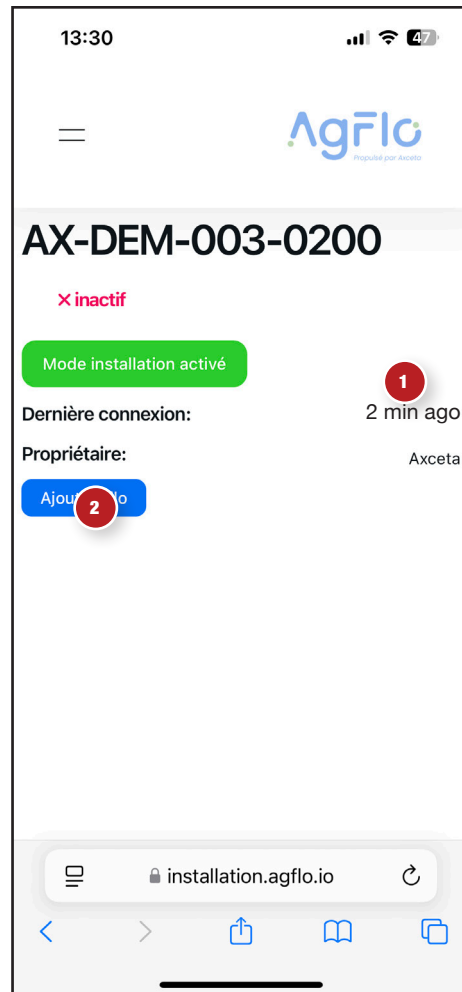 13:30
47
AgFlo
Propulsé par Axceta
AX-DEM-003-0200
× inactif
Mode installation activé
1
Dernière connexion:
2 min ago
Propriétaire:
Axceta
2
installation.agflo.io